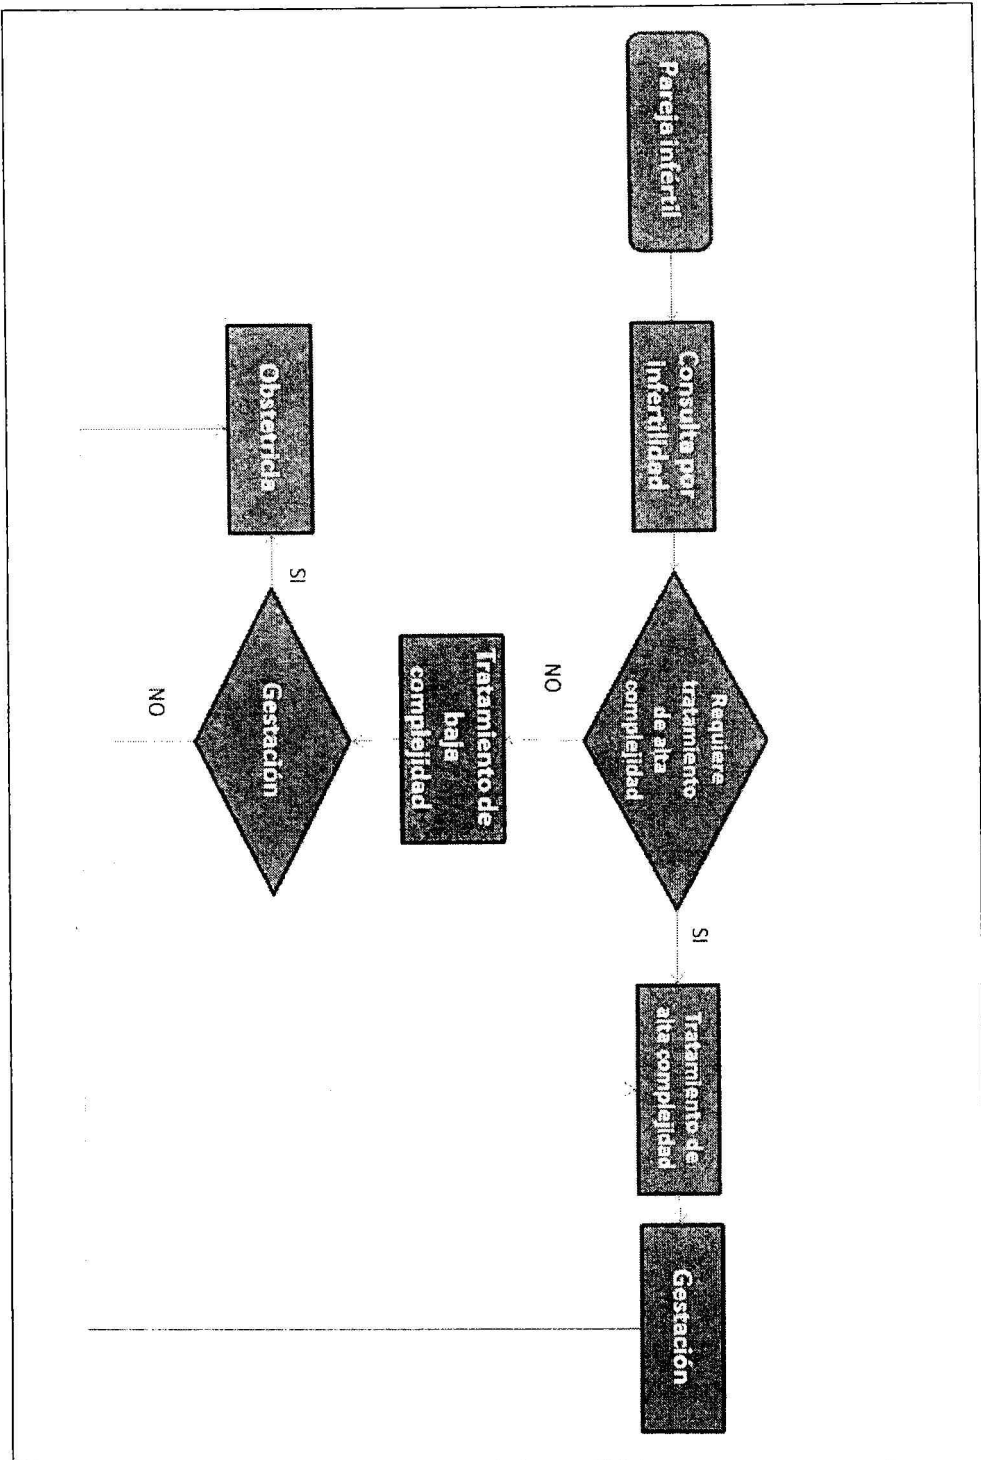 Pareja infértil
Consulta por
infertilidad
Requiere
tratamiento
de alta
complejidad
SI
Tratamiento de
alta complejidad
Gestación
NO
Tratamiento de
baja
complejidad
Obstetricia
SI
Gestación
NO